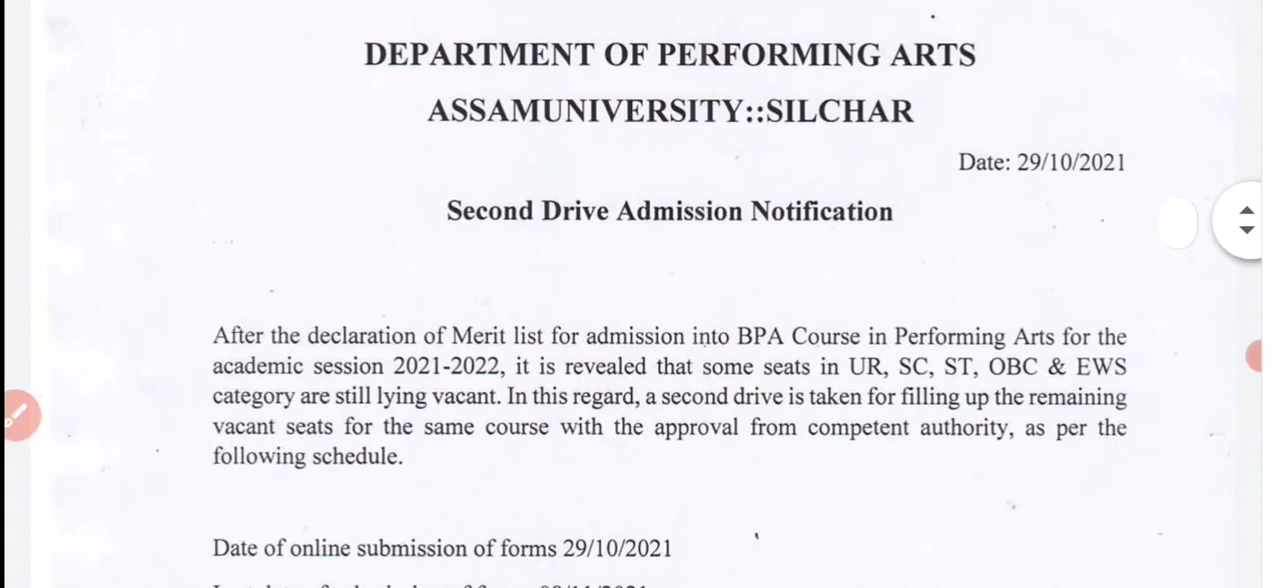 DEPARTMENT OF PERFORMING ARTS
ASSAMUNIVERSITY::SILCHAR
Date: 29/10/2021
Second Drive Admission Notification
After the declaration of Merit list for admission into BPA Course in Performing Arts for the
academic session 2021-2022, it is revealed that some seats in UR, SC, ST, OBC & EWS
category are still lying vacant. In this regard, a second drive is taken for filling up the remaining
vacant seats for the same course with the approval from competent authority, as per the
following schedule.
Date of online submission of forms 29/10/2021